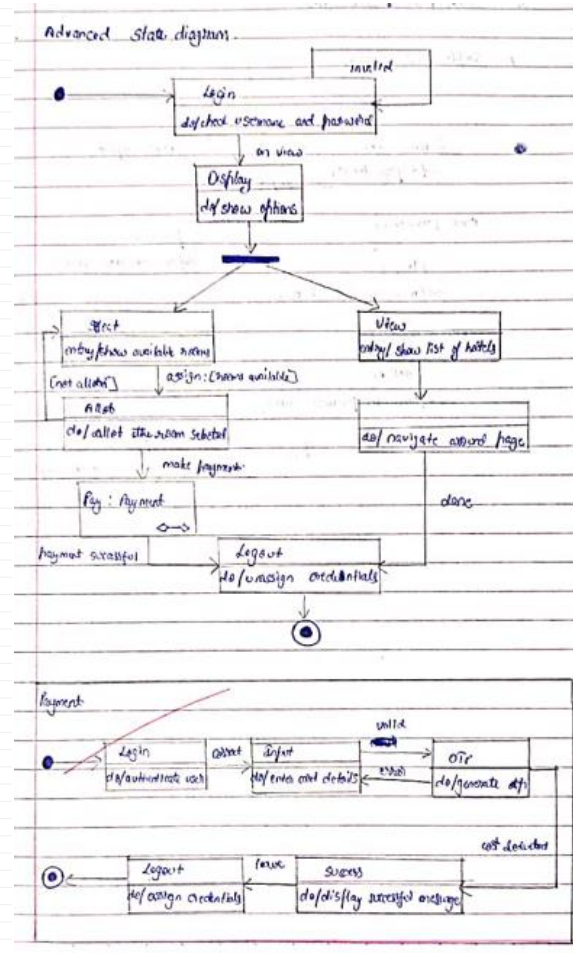 Advanced State diagram.
invalid
Login
do/check username and password
on view
Display
do/show options
View
entry/show available rooms
entry/show list of hotels
[not allots]
assign:[rooms available]
Allot
do/allot the room selected
do/navigate around page
make payment
Pay : Payment
done
payment successful
Logout
do/unassign credentials
Payment
valid
Login
correct
Input
OTP
do/authenticate user
do/enter card details
error
do/generate otp
cost deducted
Logout
Success
do/assign credentials
do/display successful message